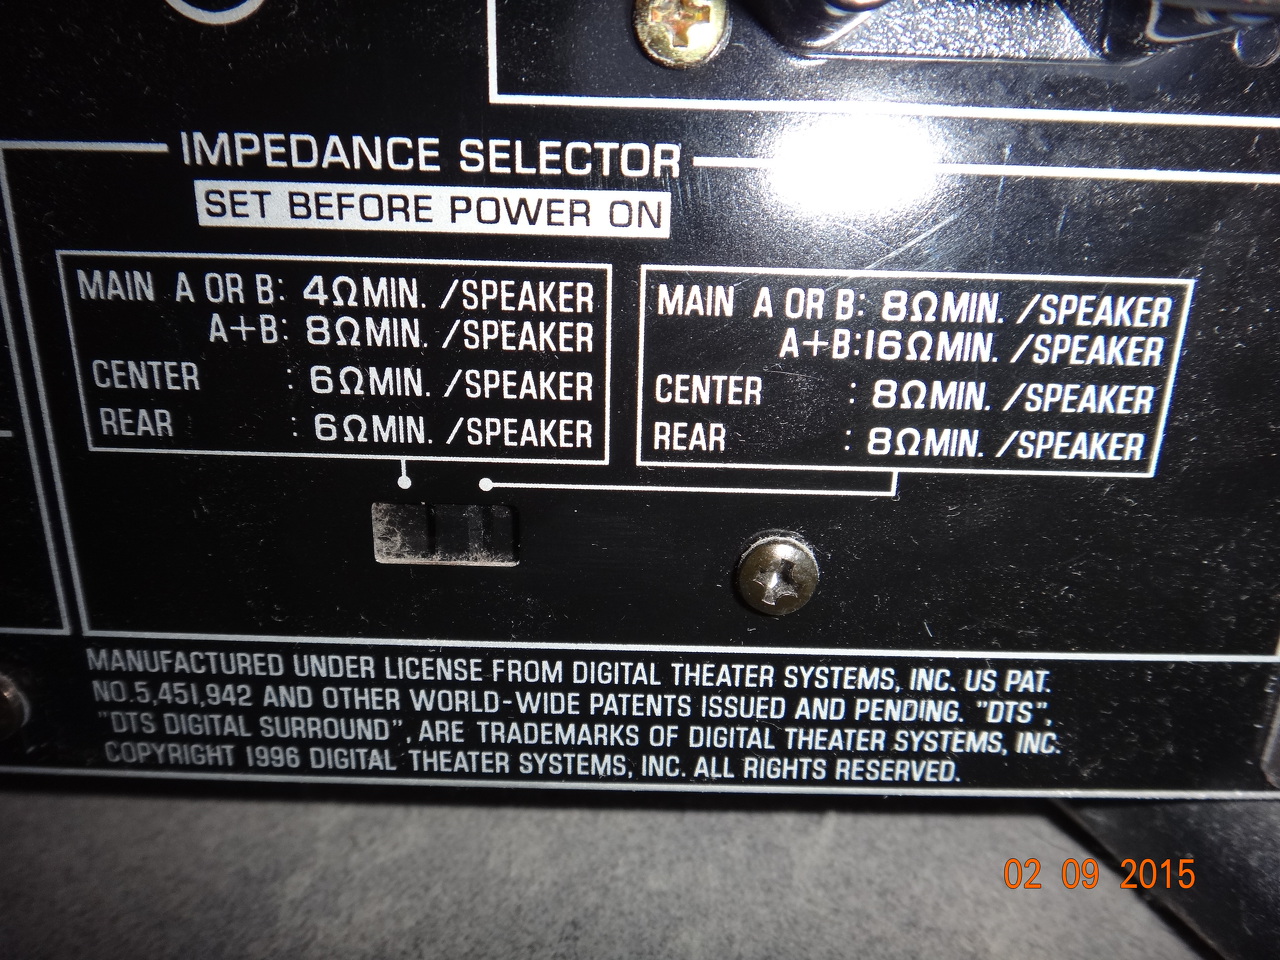 IMPEDANCE SELECTOR
SET BEFORE POWER ON
MAIN A OR B: 4ΩMIN. /SPEAKER
A+B: 8ΩMIN. /SPEAKER
CENTER : 6ΩMIN. /SPEAKER
REAR : 6ΩMIN. /SPEAKER
MAIN A OR B: 8ΩMIN. /SPEAKER
A+B:16ΩMIN. /SPEAKER
CENTER : 8ΩMIN. /SPEAKER
REAR : 8ΩMIN. /SPEAKER
MANUFACTURED UNDER LICENSE FROM DIGITAL THEATER SYSTEMS, INC. US PAT.
NO.5,451,942 AND OTHER WORLD-WIDE PATENTS ISSUED AND PENDING. "DTS",
"DTS DIGITAL SURROUND", ARE TRADEMARKS OF DIGITAL THEATER SYSTEMS, INC.
COPYRIGHT 1996 DIGITAL THEATER SYSTEMS, INC. ALL RIGHTS RESERVED.
02 09 2015